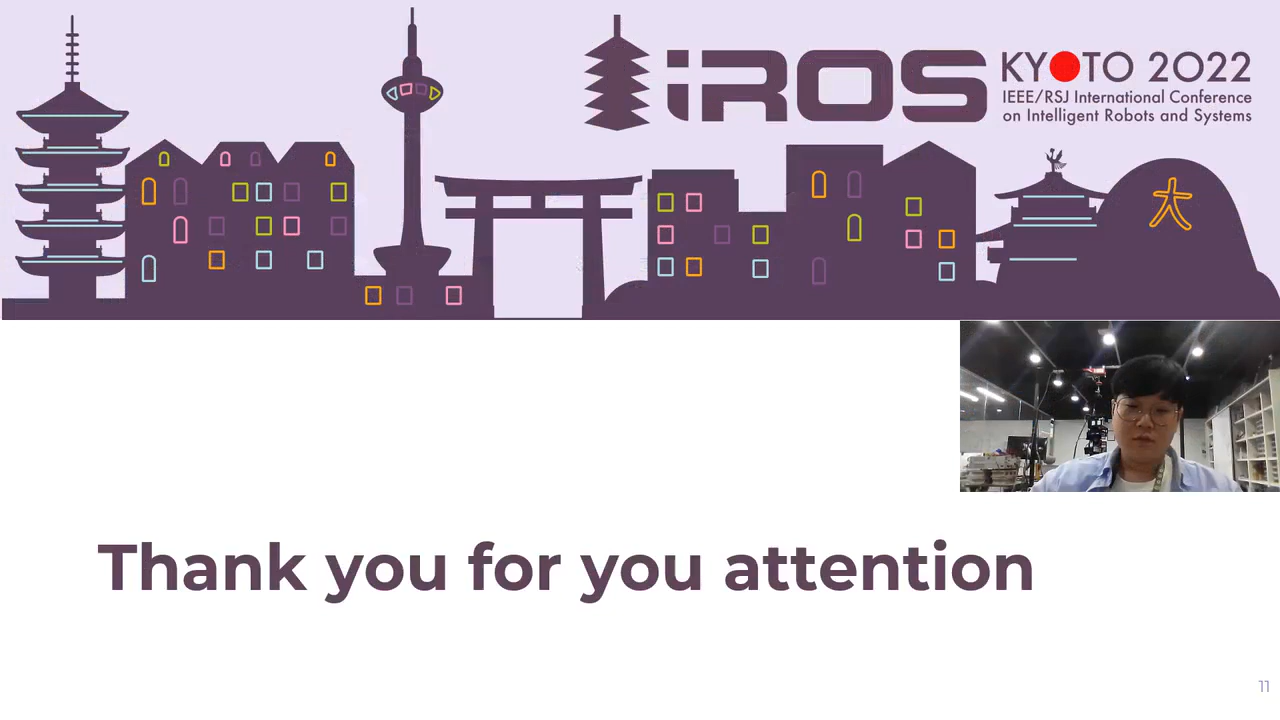 iROS
KYOTO 2022
IEEE/RSJ International Conference
on Intelligent Robots and Systems
大
Thank you for you attention
11